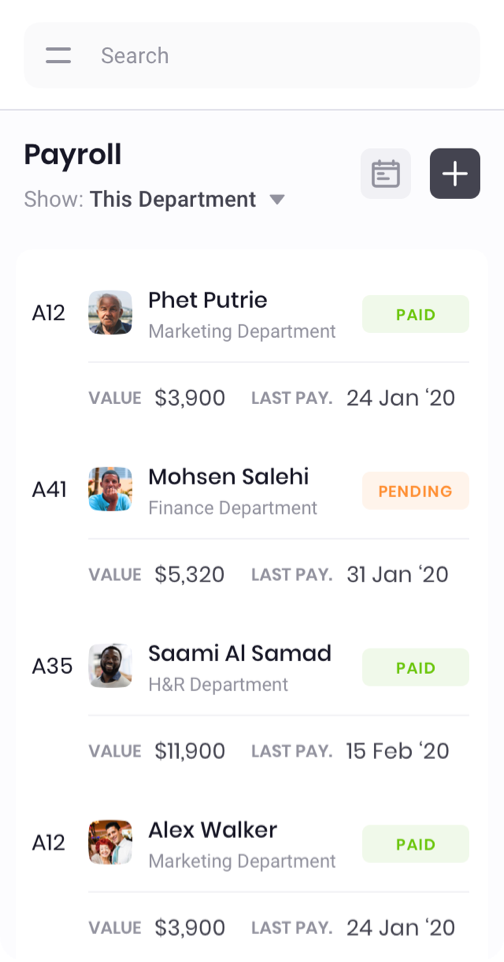 Search
Payroll
Show: This Department
A12
Phet Putrie
Marketing Department
PAID
VALUE $3,900 LAST PAY. 24 Jan ‘20
A41
Mohsen Salehi
Finance Department
PENDING
VALUE $5,320 LAST PAY. 31 Jan ‘20
A35
Saami Al Samad
H&R Department
PAID
VALUE $11,900 LAST PAY. 15 Feb ‘20
A12
Alex Walker
Marketing Department
PAID
VALUE $3,900 LAST PAY. 24 Jan ‘20